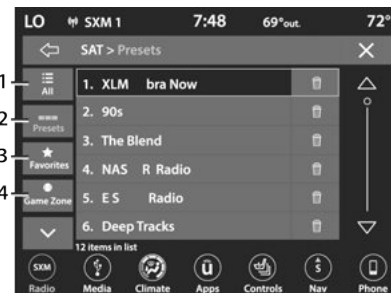 LO SXM 1 7:48 69°out. 72°
SAT > Presets
1
All
1. XLM bra Now
2
Presets
2. 90s
3. The Blend
3
Favorites
4. NAS R Radio
4
Game Zone
5. E S Radio
6. Deep Tracks
12 items in list
SXM
Radio Media Climate Apps Controls Nav Phone